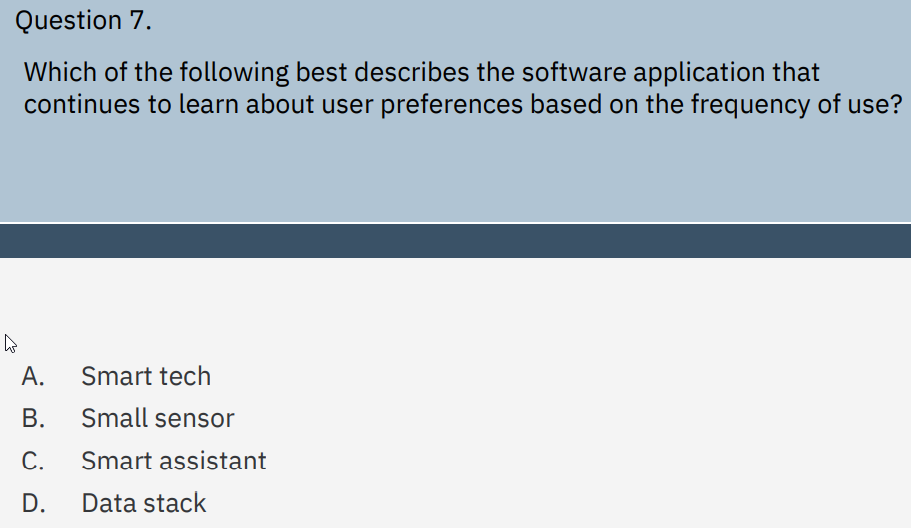 Question 7.
Which of the following best describes the software application that
continues to learn about user preferences based on the frequency of use?
A. Smart tech
B. Small sensor
C. Smart assistant
D. Data stack